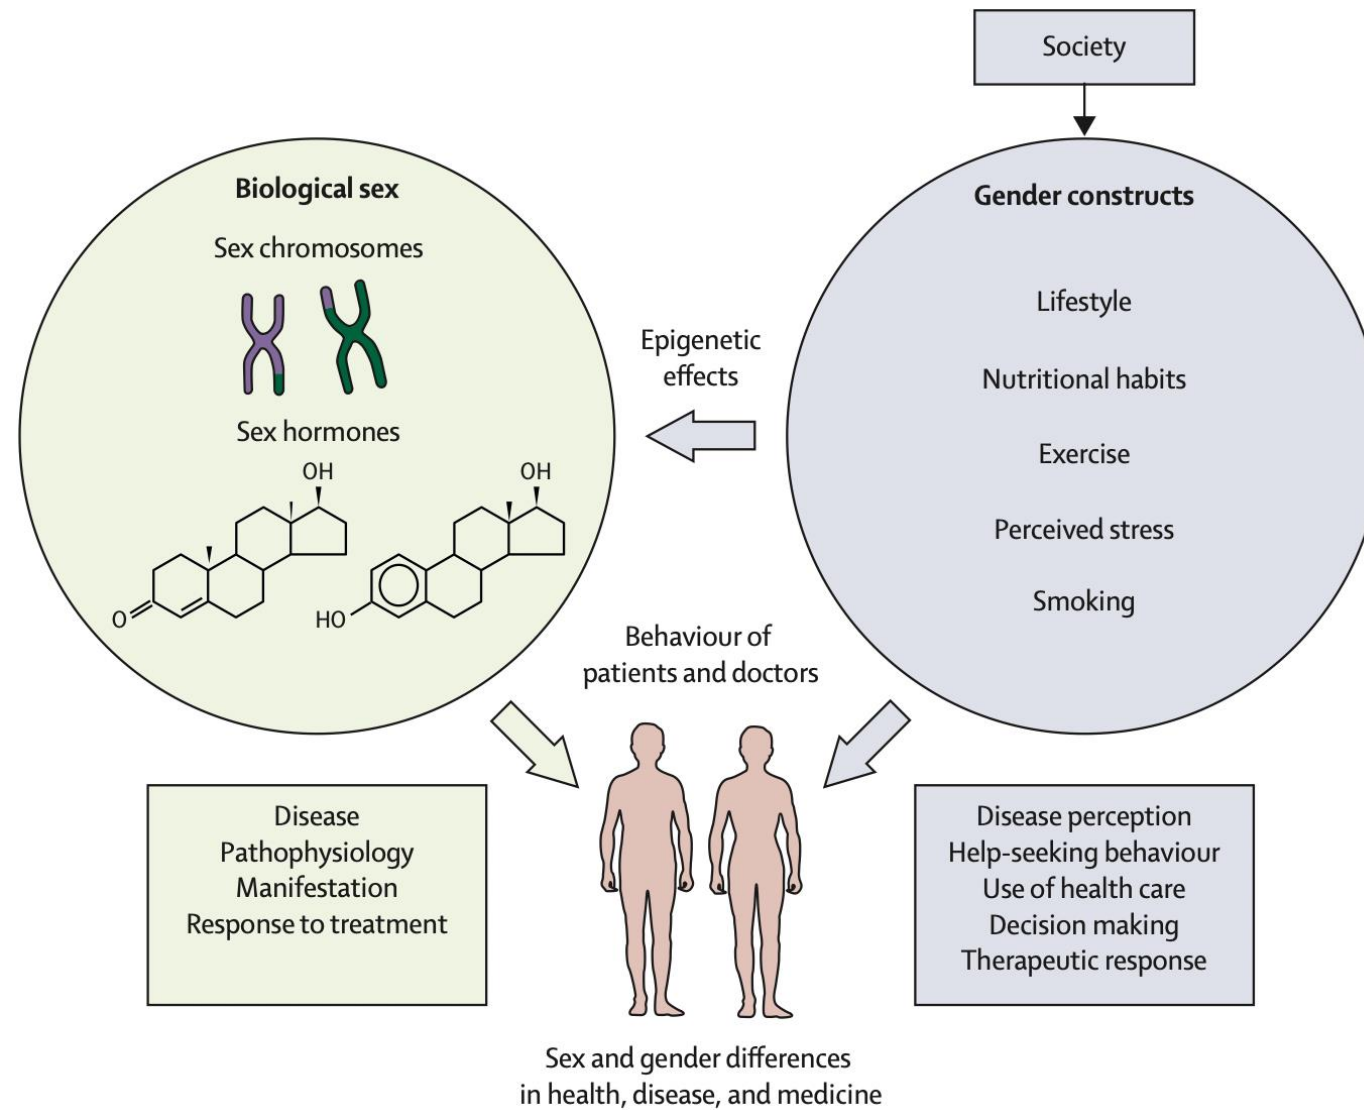 Society
Biological sex
Sex chromosomes
Sex hormones
OH
OH
O
HO
Gender constructs
Lifestyle
Nutritional habits
Exercise
Perceived stress
Smoking
Epigenetic
effects
Behaviour of
patients and doctors
Disease
Pathophysiology
Manifestation
Response to treatment
Disease perception
Help-seeking behaviour
Use of health care
Decision making
Therapeutic response
Sex and gender differences
in health, disease, and medicine